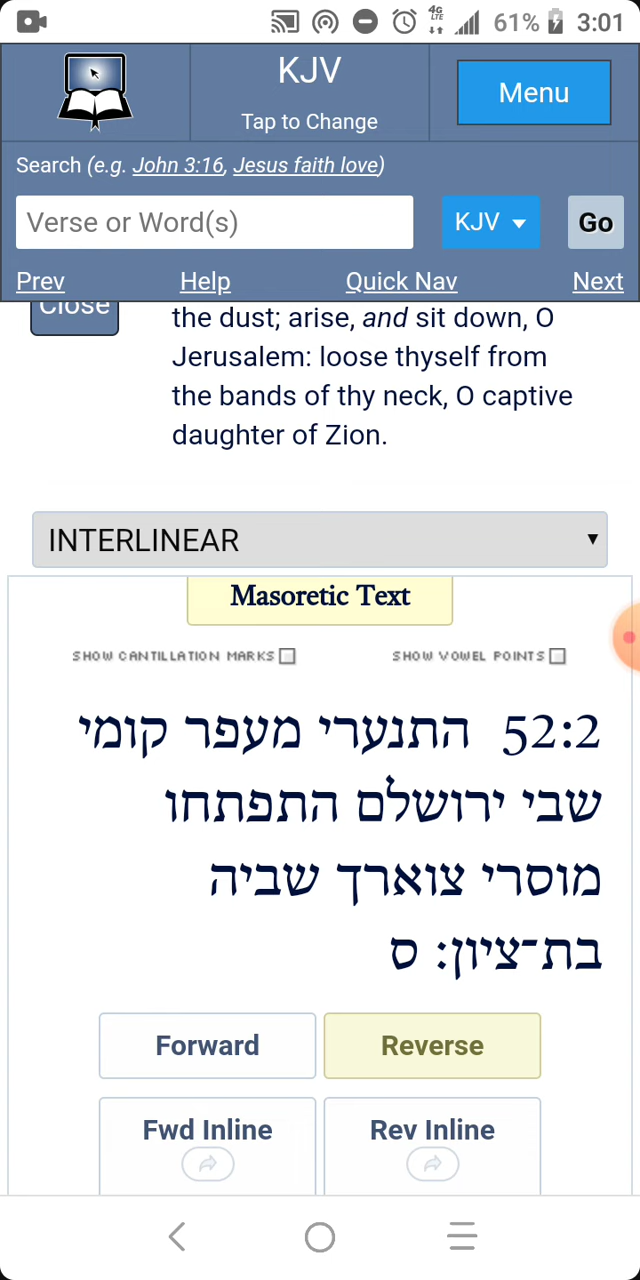 4G
LTE
61%
3:01
KJV
Tap to Change
Menu
Search (e.g. John 3:16, Jesus faith love)
Verse or Word(s)
KJV
Go
Prev
Help
Quick Nav
Next
Close
the dust; arise, and sit down, O
Jerusalem: loose thyself from
the bands of thy neck, O captive
daughter of Zion.
INTERLINEAR
Masoretic Text
SHOW CANTILLATION MARKS
SHOW VOWEL POINTS
52:2 התנערי מעפר קומי
שבי ירושלם התפתחו
מוסרי צוארך שביה
בת־ציון: ס
Forward
Reverse
Fwd Inline
Rev Inline